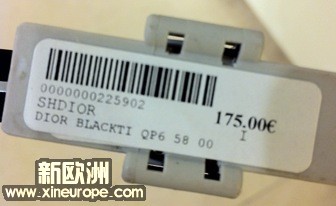 0000000225902
SHDIOR
175.00€
DIOR BLACKTI QP6 58 00
I
新欧洲
www.xineurope.com